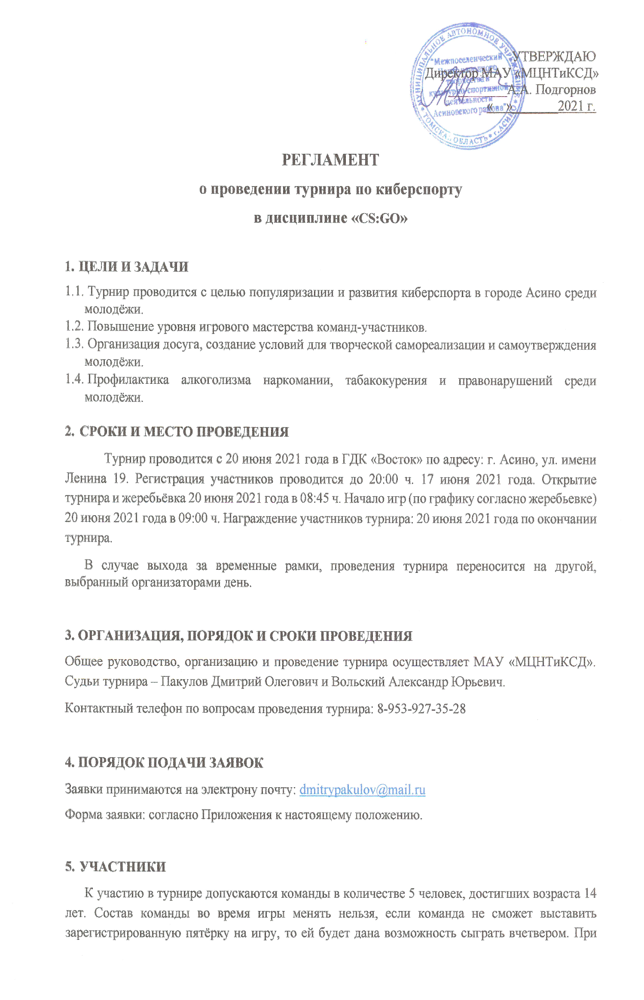 МУНИЦИПАЛЬНОЕ АВТОНОМНОЕ УЧРЕЖДЕНИЕ * г. АСИНО * ТОМСКАЯ ОБЛАСТЬ *
"Межпоселенческий
Центр народного
творчества и
культурно-спортивной
деятельности
Асиновского района"
УТВЕРЖДАЮ
Директор МАУ «МЦНТиКСД»
_________А.А. Подгорнов
«__»_______2021 г.
РЕГЛАМЕНТ
о проведении турнира по киберспорту
в дисциплине «CS:GO»
1. ЦЕЛИ И ЗАДАЧИ
1.1. Турнир проводится с целью популяризации и развития киберспорта в городе Асино среди
молодёжи.
1.2. Повышение уровня игрового мастерства команд-участников.
1.3. Организация досуга, создание условий для творческой самореализации и самоутверждения
молодёжи.
1.4. Профилактика алкоголизма наркомании, табакокурения и правонарушений среди
молодёжи.
2. СРОКИ И МЕСТО ПРОВЕДЕНИЯ
Турнир проводится с 20 июня 2021 года в ГДК «Восток» по адресу: г. Асино, ул. имени
Ленина 19. Регистрация участников проводится до 20:00 ч. 17 июня 2021 года. Открытие
турнира и жеребьёвка 20 июня 2021 года в 08:45 ч. Начало игр (по графику согласно жеребьевке)
20 июня 2021 года в 09:00 ч. Награждение участников турнира: 20 июня 2021 года по окончании
турнира.
В случае выхода за временные рамки, проведения турнира переносится на другой,
выбранный организаторами день.
3. ОРГАНИЗАЦИЯ, ПОРЯДОК И СРОКИ ПРОВЕДЕНИЯ
Общее руководство, организацию и проведение турнира осуществляет МАУ «МЦНТиКСД».
Судьи турнира – Пакулов Дмитрий Олегович и Вольский Александр Юрьевич.
Контактный телефон по вопросам проведения турнира: 8-953-927-35-28
4. ПОРЯДОК ПОДАЧИ ЗАЯВОК
Заявки принимаются на электрону почту: dmitrypakulov@mail.ru
Форма заявки: согласно Приложения к настоящему положению.
5. УЧАСТНИКИ
К участию в турнире допускаются команды в количестве 5 человек, достигших возраста 14
лет. Состав команды во время игры менять нельзя, если команда не сможет выставить
зарегистрированную пятёрку на игру, то ей будет дана возможность сыграть вчетвером. При